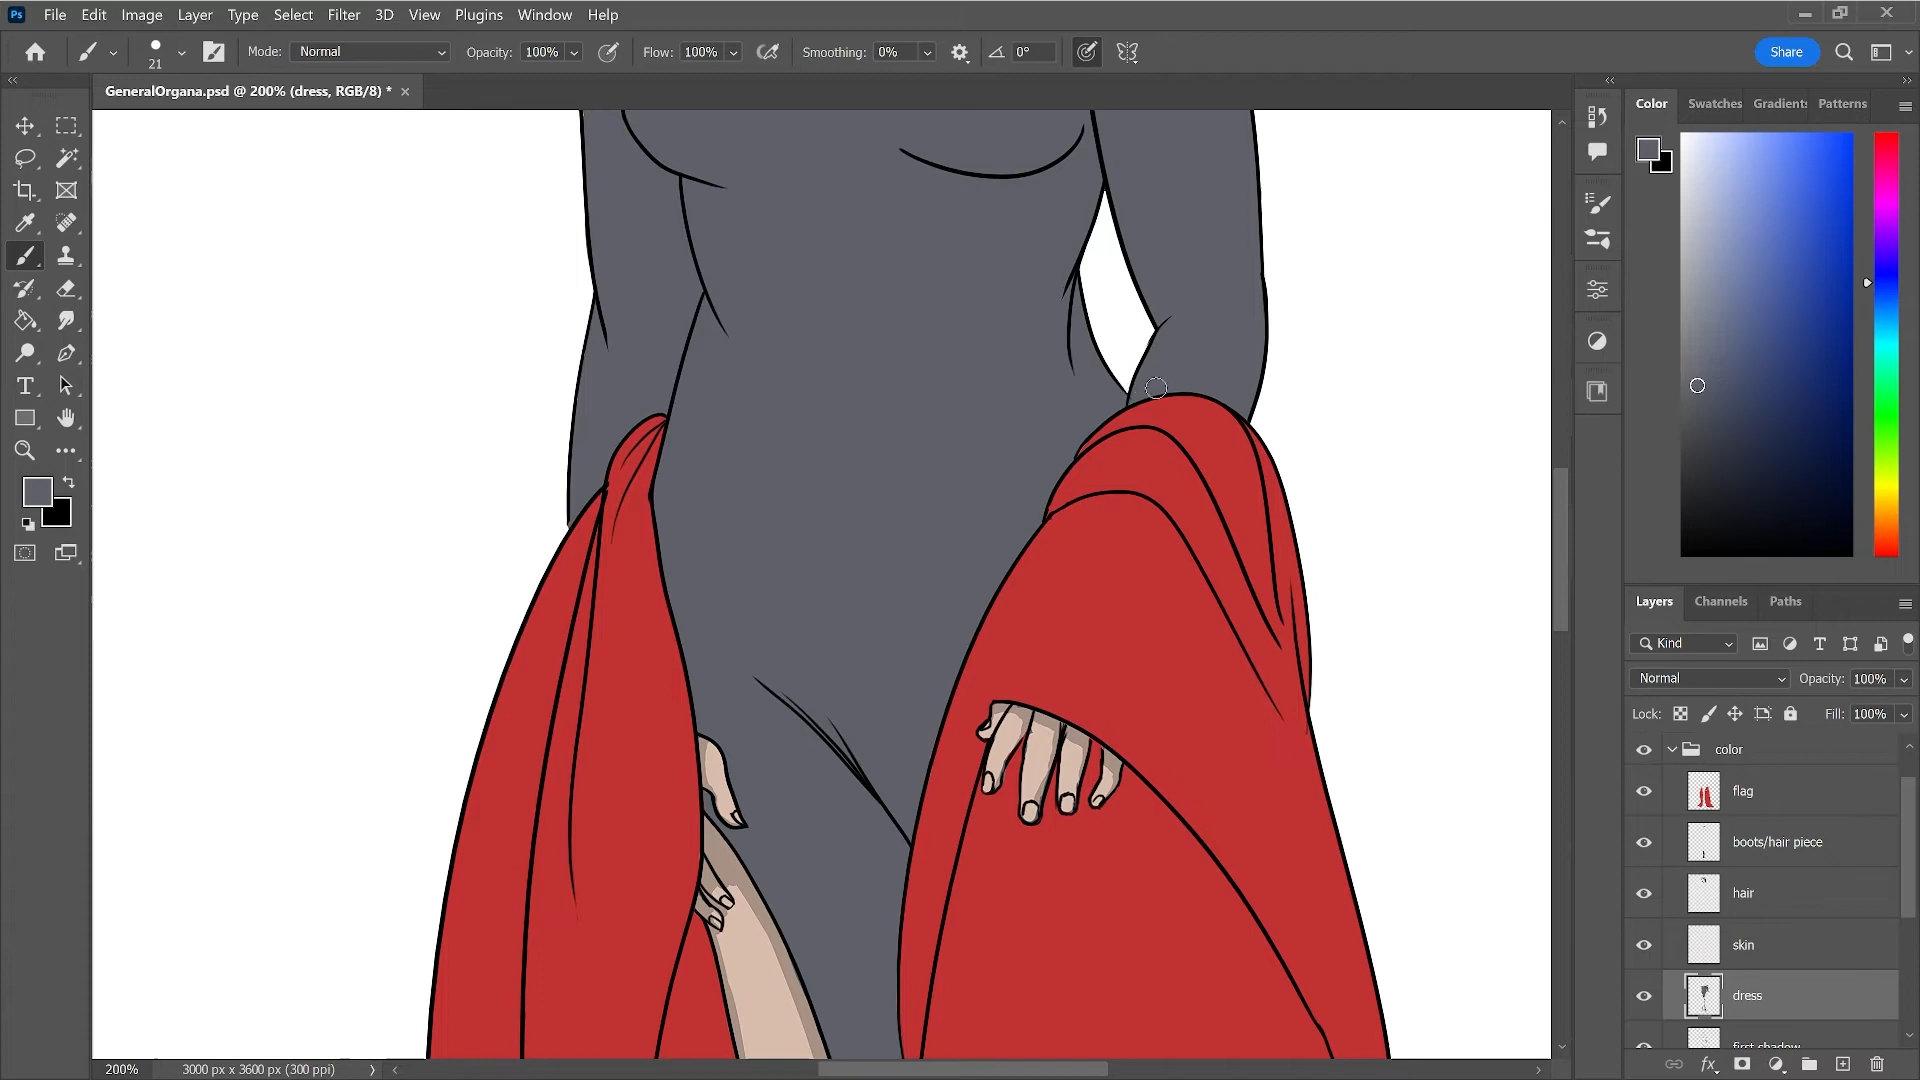 Ps File Edit Image Layer Type Select Filter 3D View Plugins Window Help
21 Mode: Normal Opacity: 100% Flow: 100% Smoothing: 0% 0° Share
GeneralOrgana.psd @ 200% (dress, RGB/8) * ×
Color Swatches Gradients Patterns
Layers Channels Paths
Kind
Normal Opacity: 100%
Lock: Fill: 100%
color
flag
boots/hair piece
hair
skin
dress
first shadow
200% 3000 px x 3600 px (300 ppi)